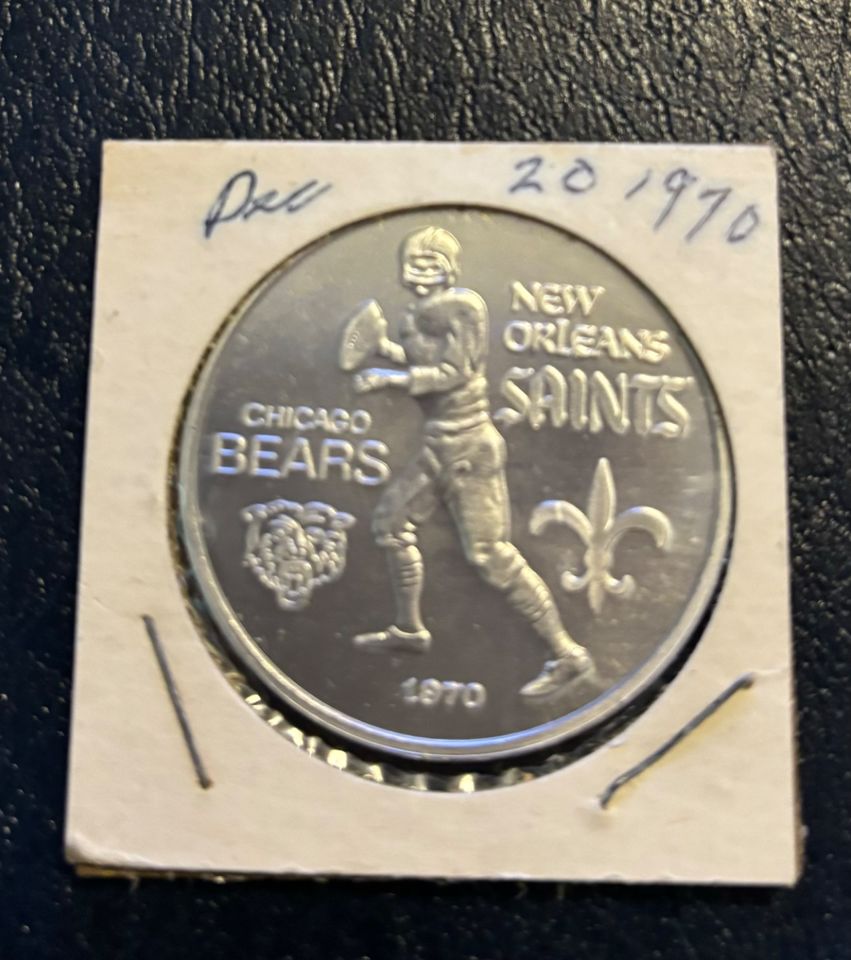 Dec 20 1970
NEW
ORLEANS
SAINTS
CHICAGO
BEARS
1970